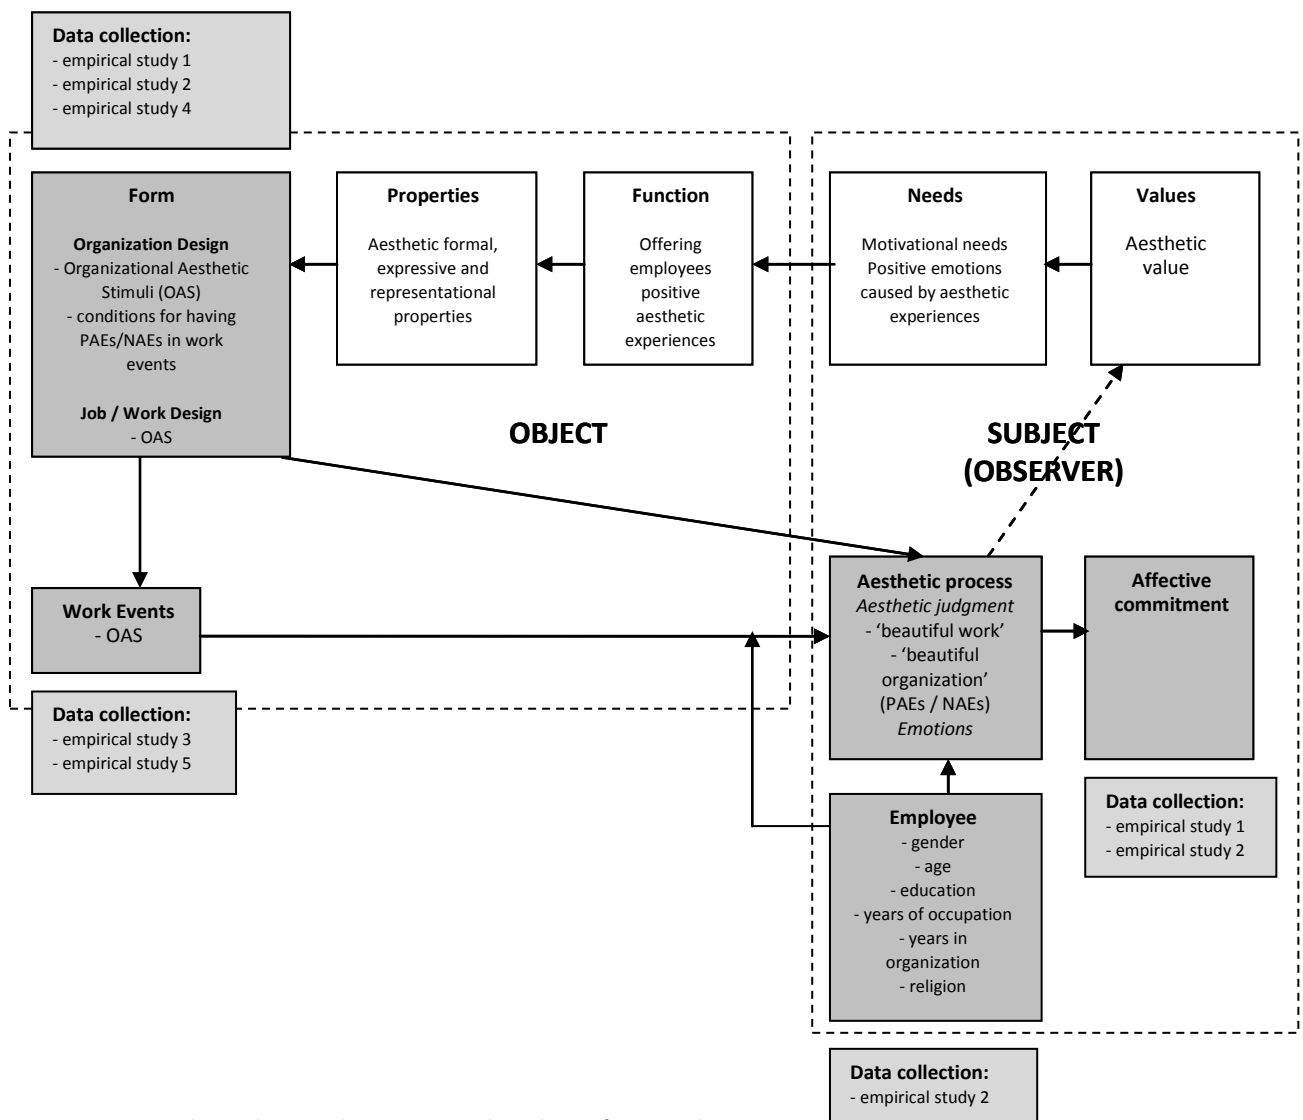 Data collection:
- empirical study 1
- empirical study 2
- empirical study 4
Form
Organization Design
- Organizational Aesthetic
Stimuli (OAS)
- conditions for having
PAEs/NAEs in work
events
Job / Work Design
- OAS
Properties
Aesthetic formal,
expressive and
representational
properties
Function
Offering
employees
positive
aesthetic
experiences
Needs
Motivational needs
Positive emotions
caused by aesthetic
experiences
Values
Aesthetic
value
OBJECT
SUBJECT
(OBSERVER)
Work Events
- OAS
Data collection:
- empirical study 3
- empirical study 5
Aesthetic process
Aesthetic judgment
- ‘beautiful work’
- ‘beautiful
organization’
(PAEs / NAEs)
Emotions
Affective
commitment
Data collection:
- empirical study 1
- empirical study 2
Employee
- gender
- age
- education
- years of occupation
- years in
organization
- religion
Data collection:
- empirical study 2